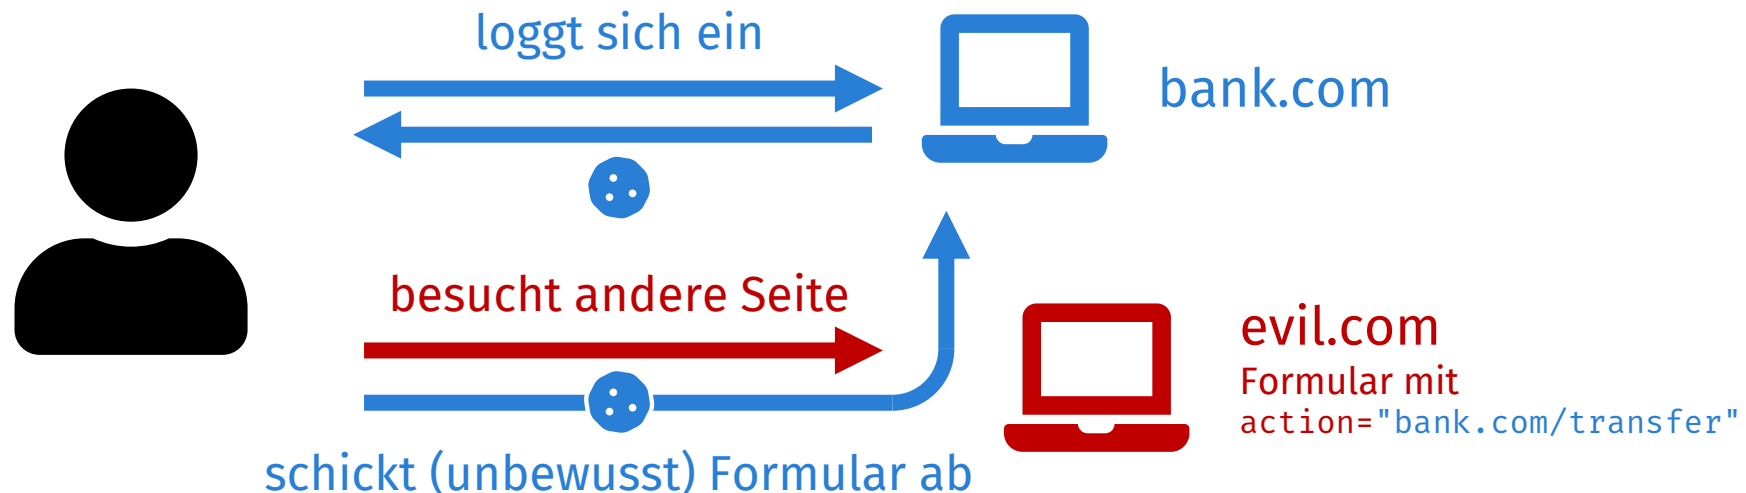 loggt sich ein
bank.com
besucht andere Seite
evil.com
Formular mit
action="bank.com/transfer"
schickt (unbewusst) Formular ab